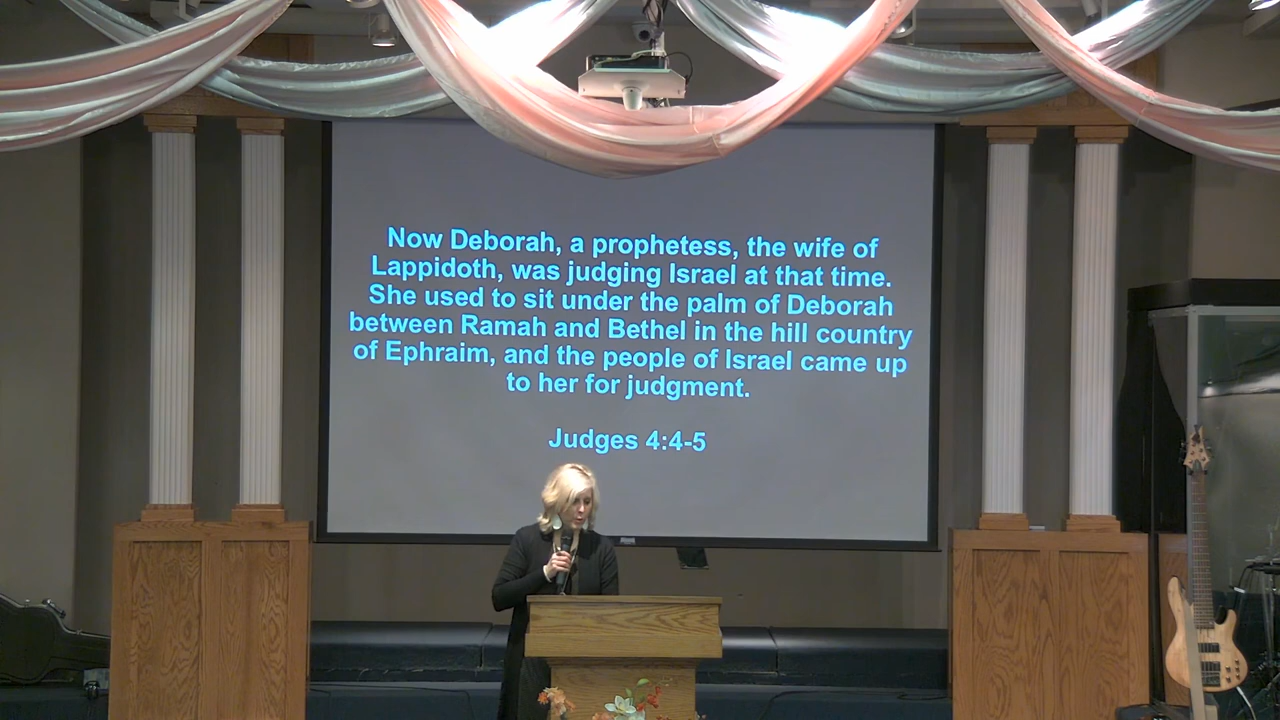 Now Deborah, a prophetess, the wife of
Lappidoth, was judging Israel at that time.
She used to sit under the palm of Deborah
between Ramah and Bethel in the hill country
of Ephraim, and the people of Israel came up
to her for judgment.
Judges 4:4-5